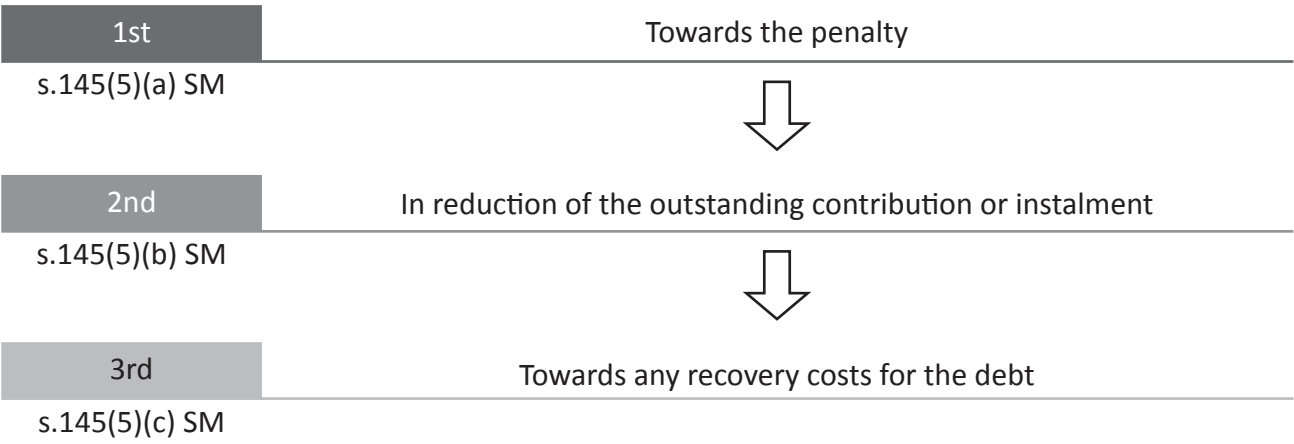 1st
Towards the penalty
s.145(5)(a) SM
2nd
In reduction of the outstanding contribution or instalment
s.145(5)(b) SM
3rd
Towards any recovery costs for the debt
s.145(5)(c) SM